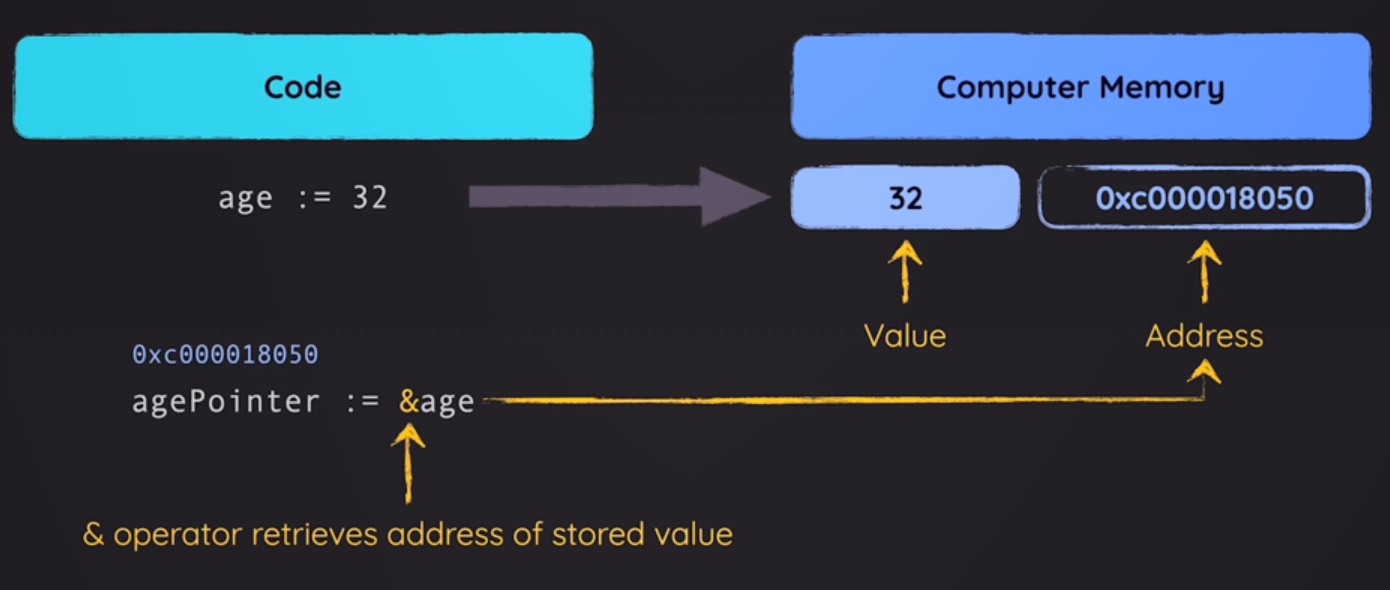 Code
Computer Memory
age := 32
32
0xc000018050
Value
Address
0xc000018050
agePointer := &age
& operator retrieves address of stored value